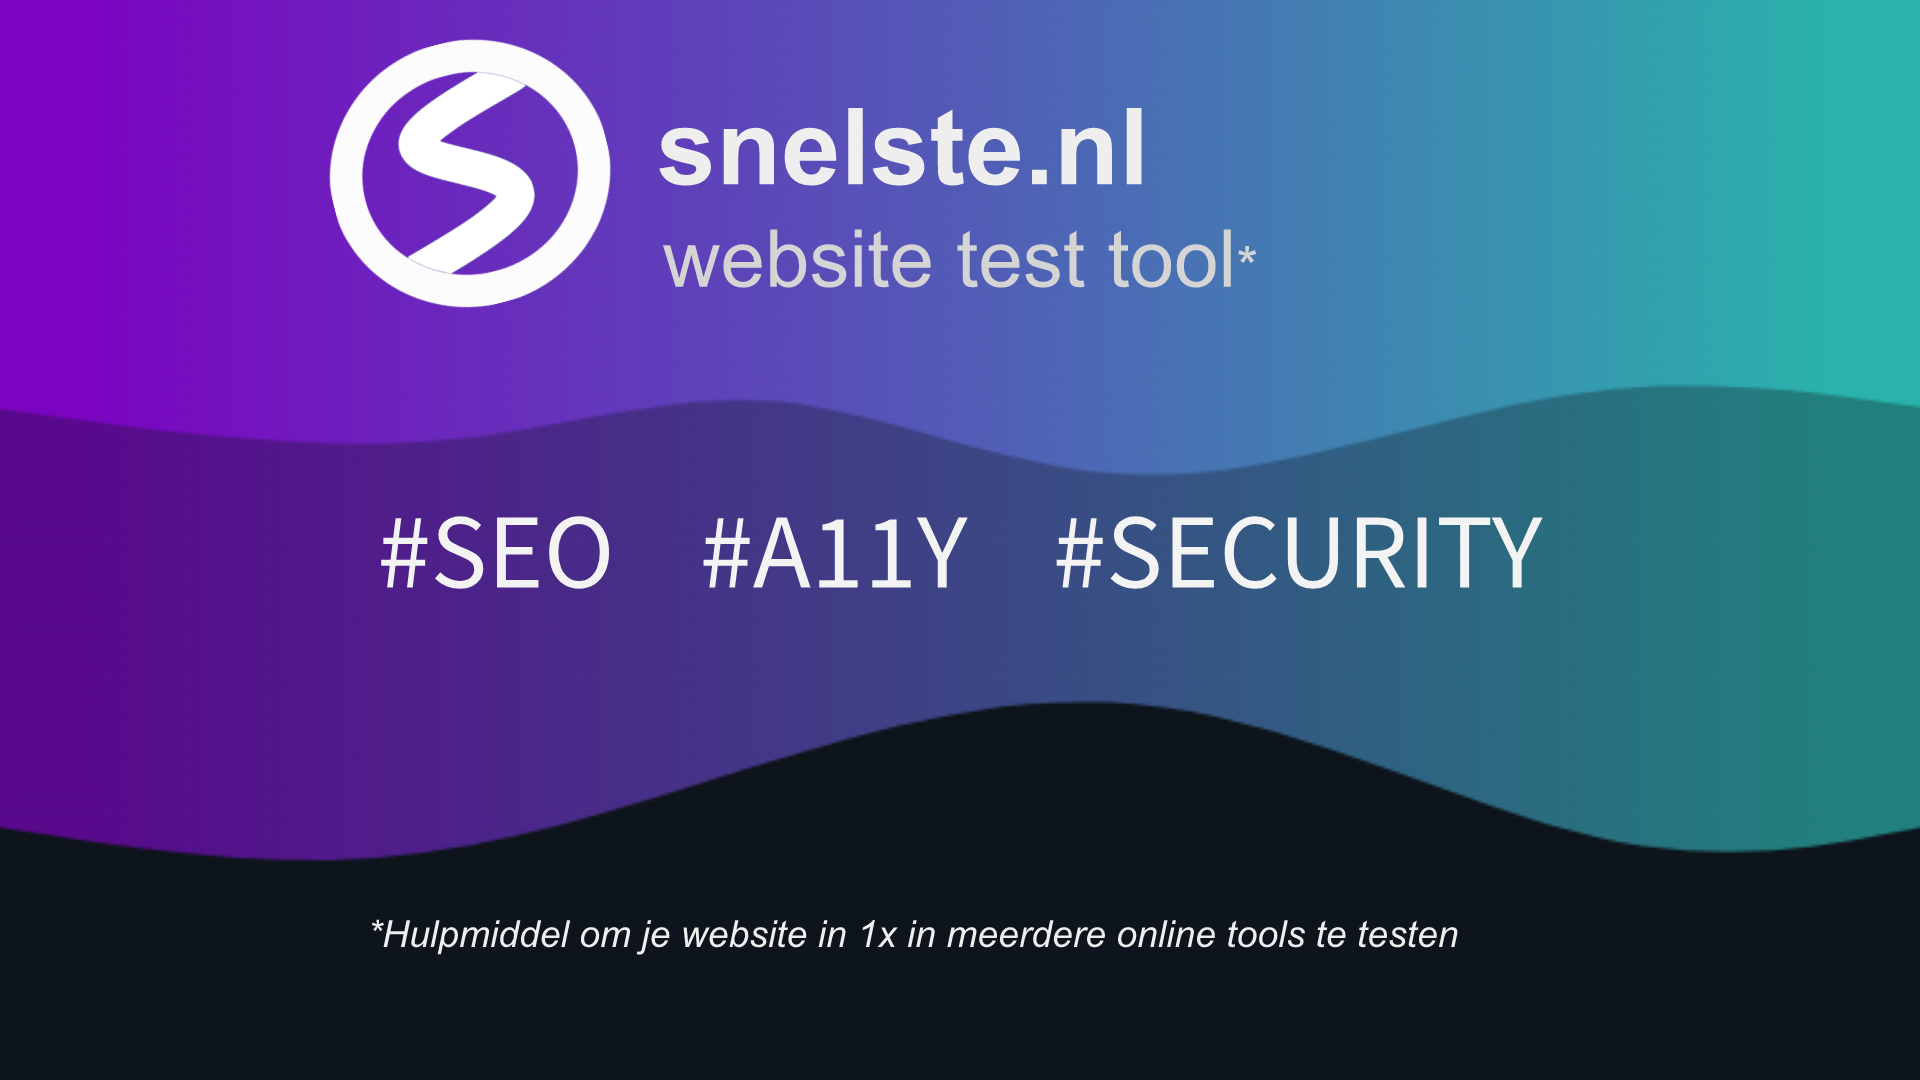 snelste.nl
website test tool*
#SEO #A11Y #SECURITY
*Hulpmiddel om je website in 1x in meerdere online tools te testen